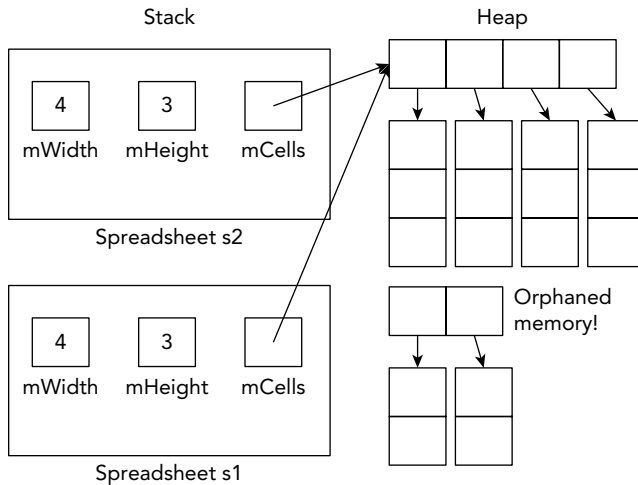 Stack
Heap
4
3
mWidth
mHeight
mCells
Spreadsheet s2
Orphaned
memory!
4
3
mWidth
mHeight
mCells
Spreadsheet s1